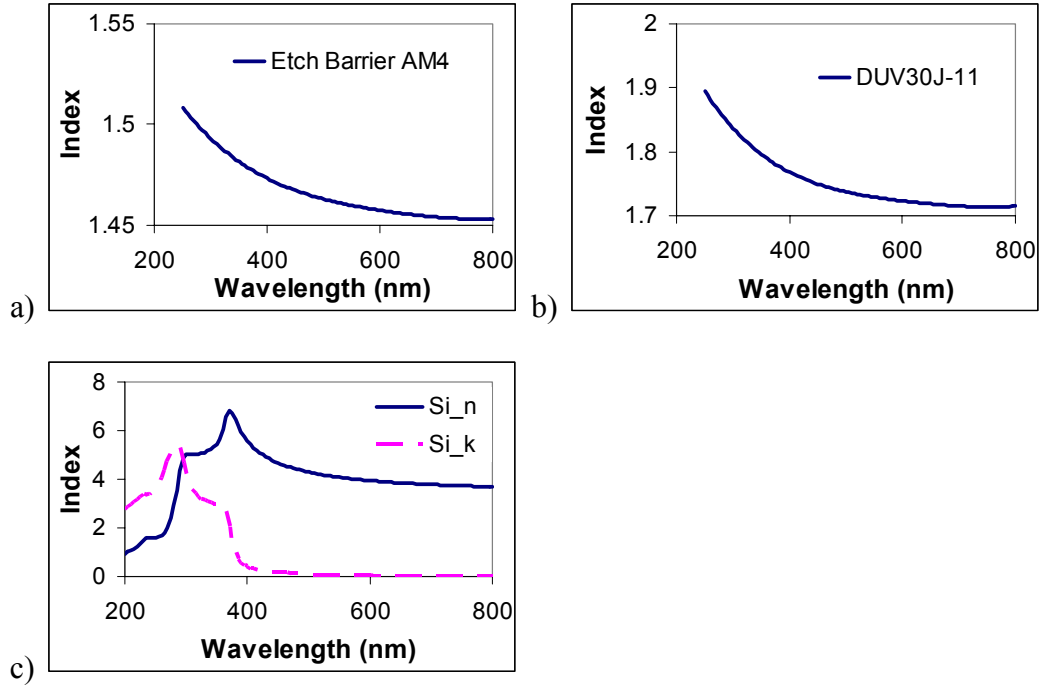 a)
1.55
1.5
1.45
Index
Etch Barrier AM4
200 400 600 800
Wavelength (nm)
b)
2
1.9
1.8
1.7
Index
DUV30J-11
200 400 600 800
Wavelength (nm)
c)
8
6
4
2
0
Index
Si_n
Si_k
200 400 600 800
Wavelength (nm)